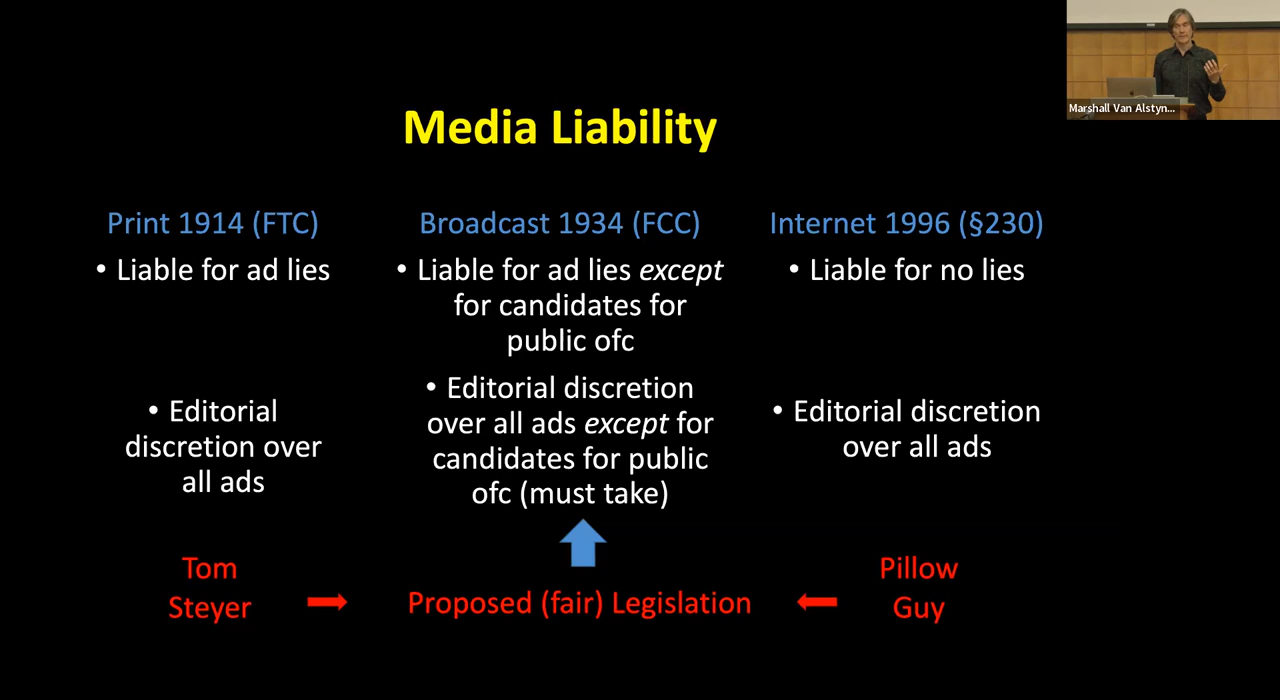 Marshall Van Alstyn...
Media Liability
Print 1914 (FTC)
• Liable for ad lies
• Editorial
discretion over
all ads
Broadcast 1934 (FCC)
• Liable for ad lies except
for candidates for
public ofc
• Editorial discretion
over all ads except for
candidates for public
ofc (must take)
Internet 1996 (§230)
• Liable for no lies
• Editorial discretion
over all ads
Tom
Steyer
Proposed (fair) Legislation
Pillow
Guy